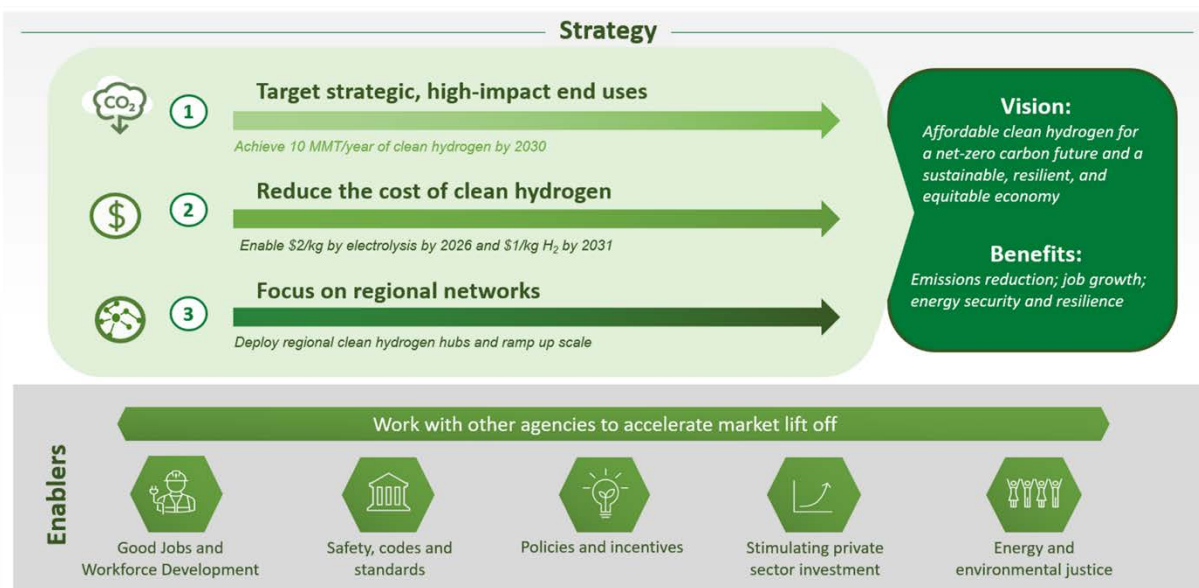 Strategy
CO₂
1
Target strategic, high-impact end uses
Achieve 10 MMT/year of clean hydrogen by 2030
$
2
Reduce the cost of clean hydrogen
Enable $2/kg by electrolysis by 2026 and $1/kg H₂ by 2031
3
Focus on regional networks
Deploy regional clean hydrogen hubs and ramp up scale
Vision:
Affordable clean hydrogen for
a net-zero carbon future and a
sustainable, resilient, and
equitable economy
Benefits:
Emissions reduction; job growth;
energy security and resilience
Enablers
Work with other agencies to accelerate market lift off
Good Jobs and
Workforce Development
Safety, codes and
standards
Policies and incentives
Stimulating private
sector investment
Energy and
environmental justice